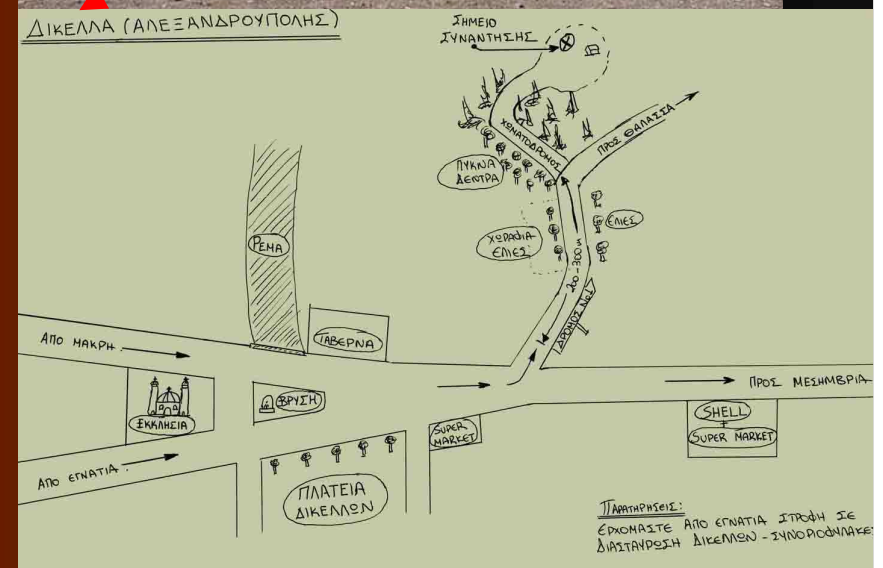 ΔΙΚΕΛΛΑ (ΑΛΕΞΑΝΔΡΟΥΠΟΛΗΣ)
ΣΗΜΕΙΟ
ΣΥΝΑΝΤΗΣΗΣ
ΧΩΜΑΤΟΔΡΟΜΟΣ
ΠΡΟΣ ΘΑΛΑΣΣΑ
ΠΥΚΝΑ
ΔΕΝΤΡΑ
ΕΛΙΕΣ
ΧΩΡΑΦΙΑ
ΕΛΙΕΣ
ΡΕΜΑ
200-300m
ΔΡΟΜΟΣ Νο1
ΤΑΒΕΡΝΑ
ΑΠΟ ΜΑΚΡΗ
ΠΡΟΣ ΜΕΣΗΜΒΡΙΑ
ΕΚΚΛΗΣΙΑ
ΒΡΥΣΗ
SUPER
MARKET
SHELL
+
SUPER MARKET
ΑΠΟ ΕΓΝΑΤΙΑ
ΠΛΑΤΕΙΑ
ΔΙΚΕΛΛΩΝ
ΠΑΡΑΤΗΡΗΣΕΙΣ:
ΕΡΧΟΜΑΣΤΕ ΑΠΟ ΕΓΝΑΤΙΑ ΣΤΡΟΦΗ ΣΕ
ΔΙΑΣΤΑΥΡΩΣΗ ΔΙΚΕΛΛΩΝ - ΣΥΝΟΡΙΟΦΥΛΑΚΕΣ